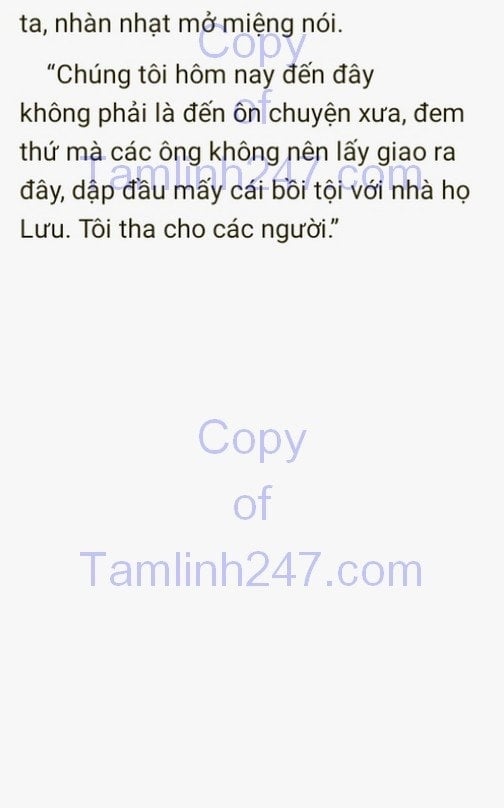 ta, nhàn nhạt mở miệng nói.
“Chúng tôi hôm nay đến đây
không phải là đến ôn chuyện xưa, đem
thứ mà các ông không nên lấy giao ra
đây, dập đầu mấy cái bồi tội với nhà họ
Lưu. Tôi tha cho các người.”
Copy
of
Tamlinh247.com
Copy
of
Tamlinh247.com